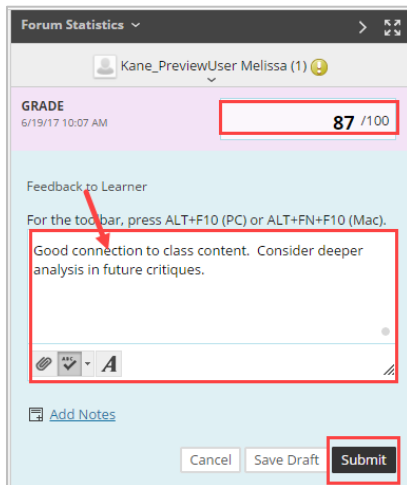 Forum Statistics
Kane_PreviewUser Melissa (1)
GRADE
87 /100
6/19/17 10:07 AM
Feedback to Learner
For the toolbar, press ALT+F10 (PC) or ALT+FN+F10 (Mac).
Good connection to class content.  Consider deeper
analysis in future critiques.
ABC
A
Add Notes
Cancel Save Draft Submit